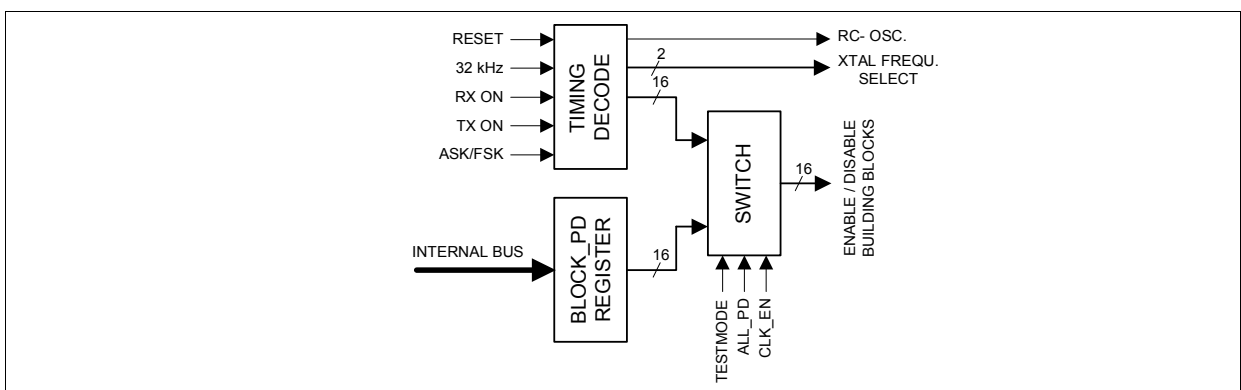 RESET
32 kHz
RX ON
TX ON
ASK/FSK
TIMING
DECODE
RC- OSC.
2
XTAL FREQU.
SELECT
16
SWITCH
16
ENABLE / DISABLE
BUILDING BLOCKS
INTERNAL BUS
BLOCK_PD
REGISTER
16
TESTMODE
ALL_PD
CLK_EN